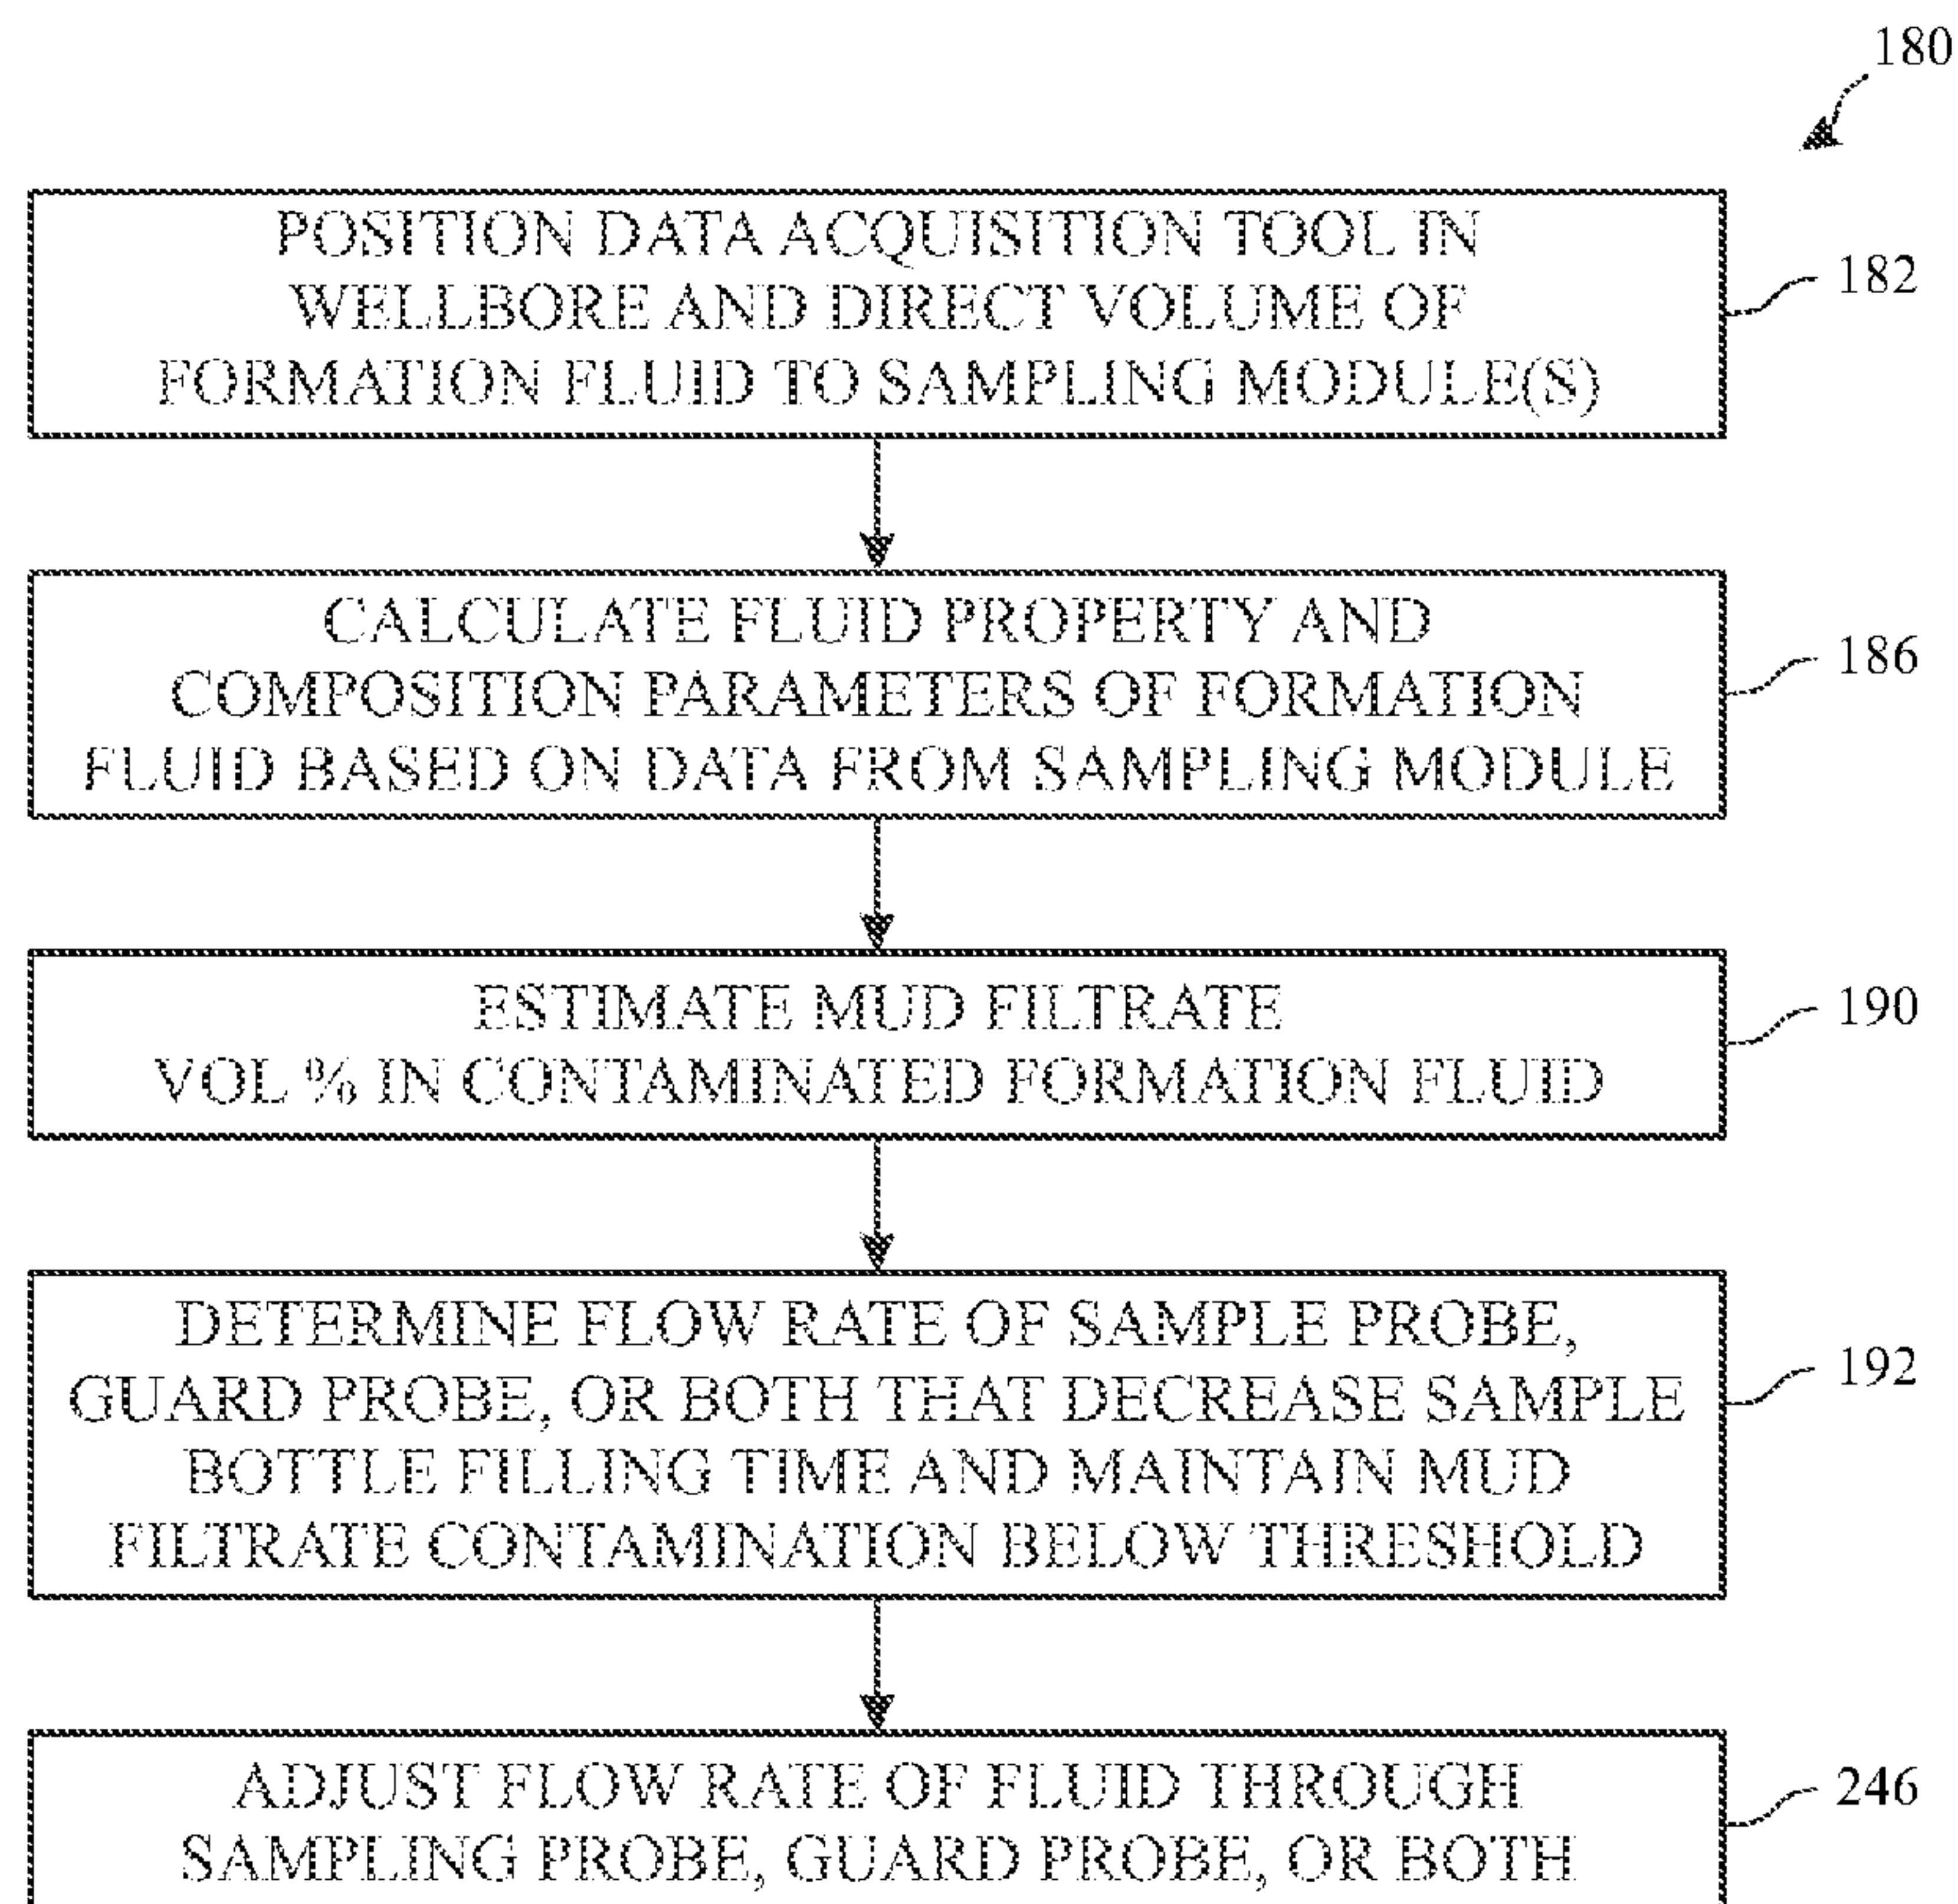 180
POSITION DATA ACQUISITION TOOL IN
WELLBORE AND DIRECT VOLUME OF
FORMATION FLUID TO SAMPLING MODULE(S)
182
CALCULATE FLUID PROPERTY AND
COMPOSITION PARAMETERS OF FORMATION
FLUID BASED ON DATA FROM SAMPLING MODULE
186
ESTIMATE MUD FILTRATE
VOL % IN CONTAMINATED FORMATION FLUID
190
DETERMINE FLOW RATE OF SAMPLE PROBE,
GUARD PROBE, OR BOTH THAT DECREASE SAMPLE
BOTTLE FILLING TIME AND MAINTAIN MUD
FILTRATE CONTAMINATION BELOW THRESHOLD
192
ADJUST FLOW RATE OF FLUID THROUGH
SAMPLING PROBE, GUARD PROBE, OR BOTH
246